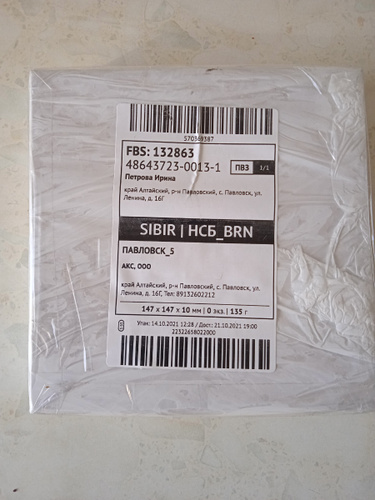 570369387
FBS: 132863
48643723-0013-1 ПВЗ 1/1
Петрова Ирина
край Алтайский, р-н Павловский, с. Павловск, ул.
Ленина, д. 16Г
SIBIR | НСБ_BRN
ПАВЛОВСК_5
АКС, ООО
край Алтайский, р-н Павловский, с. Павловск, ул.
Ленина, д. 16Г, Тел: 89132602212
147 x 147 x 10 мм | 0 экз. | 135 г
Упак: 14.10.2021 12:28 / Дост: 21.10.2021 19:00
22322658022000